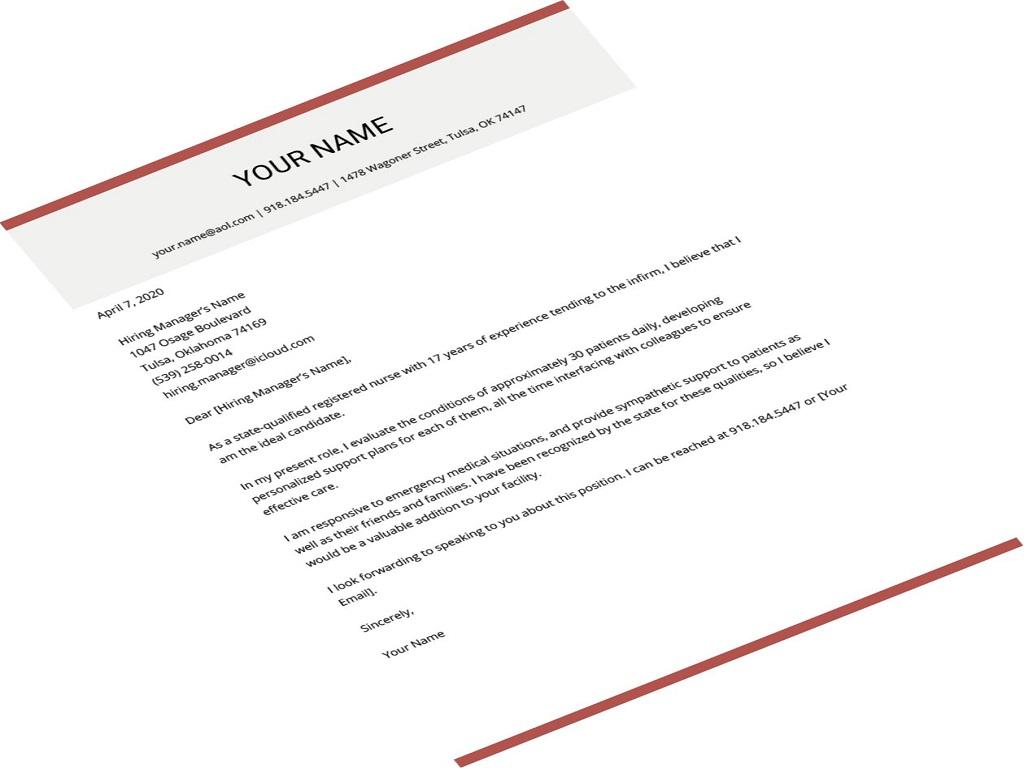 YOUR NAME
your.name@aol.com | 918.184.5447 | 1478 Wagoner Street, Tulsa, OK 74147
April 7, 2020
Hiring Manager's Name
1047 Osage Boulevard
Tulsa, Oklahoma 74169
(539) 258-0014
hiring.manager@icloud.com
Dear [Hiring Manager's Name],
As a state-qualified registered nurse with 17 years of experience tending to the infirm, I believe that I
am the ideal candidate.
In my present role, I evaluate the conditions of approximately 30 patients daily, developing
personalized support plans for each of them, all the time interfacing with colleagues to ensure
effective care.
I am responsive to emergency medical situations, and provide sympathetic support to patients as
well as their friends and families. I have been recognized by the state for these qualities, so I believe I
would be a valuable addition to your facility.
I look forwarding to speaking to you about this position. I can be reached at 918.184.5447 or [Your
Email].
Sincerely,
Your Name